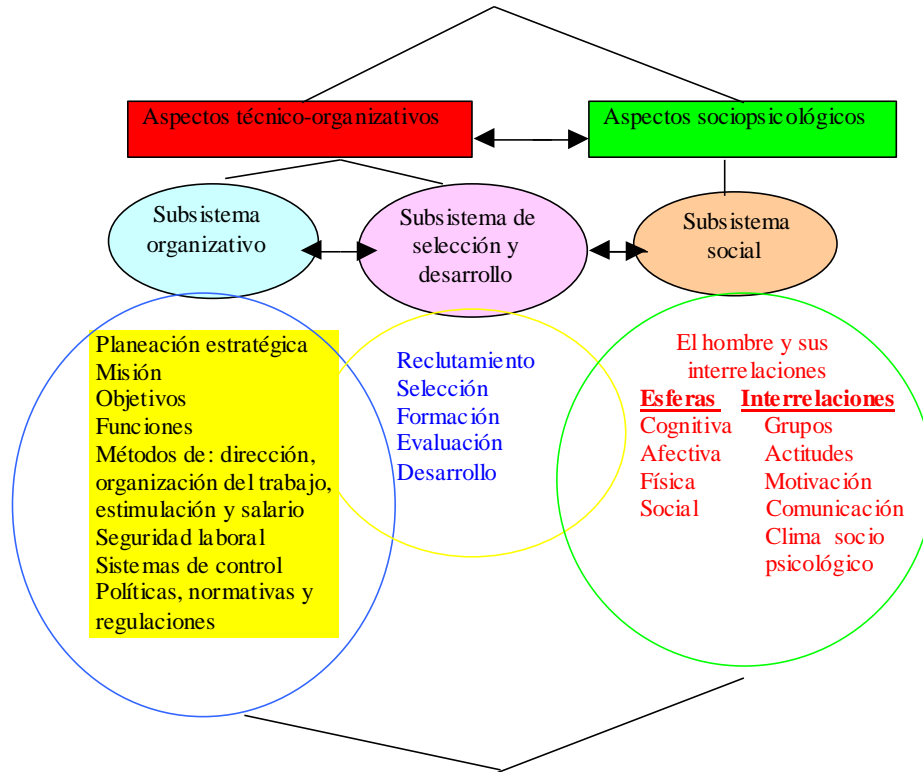 Aspectos técnico-organizativos
Aspectos sociopsicológicos
Subsistema
organizativo
Subsistema de
selección y
desarrollo
Subsistema
social
Planeación estratégica
Misión
Objetivos
Funciones
Métodos de: dirección,
organización del trabajo,
estimulación y salario
Seguridad laboral
Sistemas de control
Políticas, normativas y
regulaciones
Reclutamiento
Selección
Formación
Evaluación
Desarrollo
El hombre y sus
interrelaciones
Esferas Interrelaciones
Cognitiva Grupos
Afectiva Actitudes
Física Motivación
Social Comunicación
Clima socio
psicológico